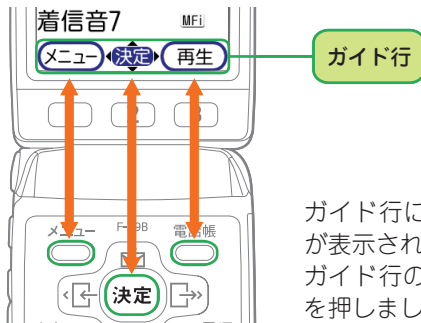 着信音7 MFi
メニュー 決定 再生
ガイド行
メニュー 電話帳
決定
ガイド行に
が表示され
ガイド行の
を押しまし